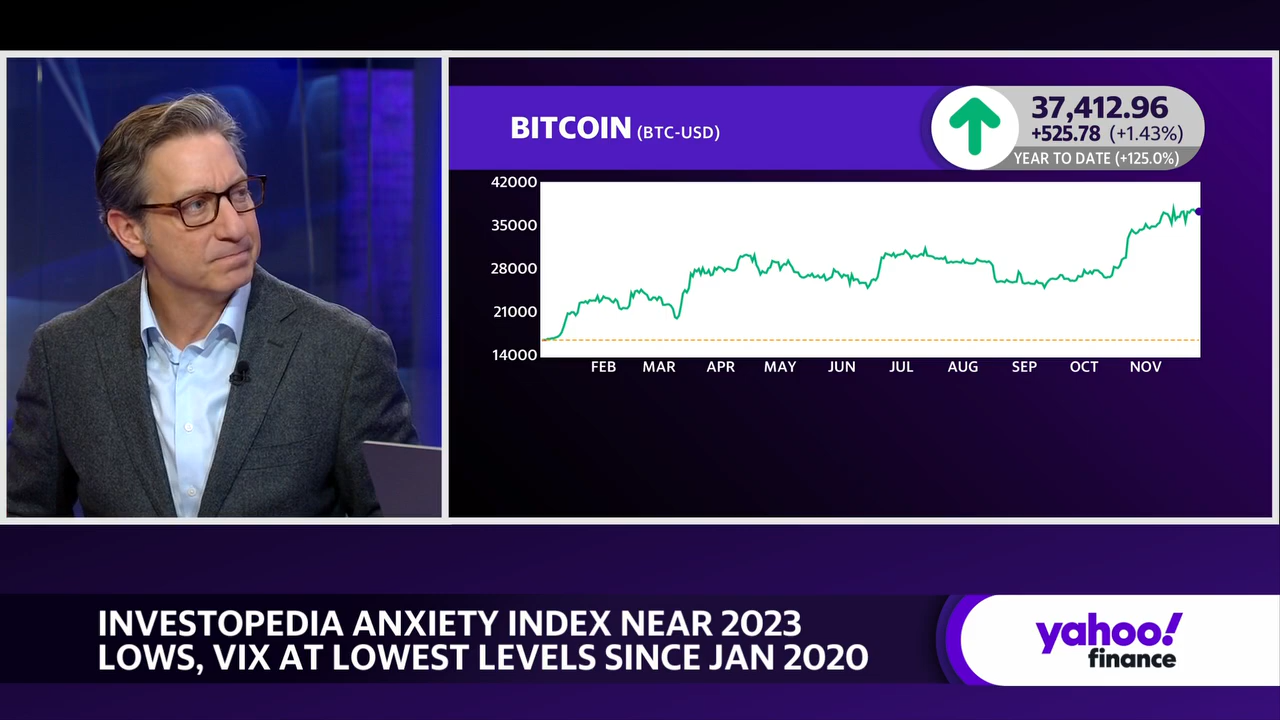 BITCOIN (BTC-USD)
37,412.96
+525.78 (+1.43%)
YEAR TO DATE (+125.0%)
42000
35000
28000
21000
14000
FEB MAR APR MAY JUN JUL AUG SEP OCT NOV
INVESTOPEDIA ANXIETY INDEX NEAR 2023
LOWS, VIX AT LOWEST LEVELS SINCE JAN 2020
yahoo!
finance